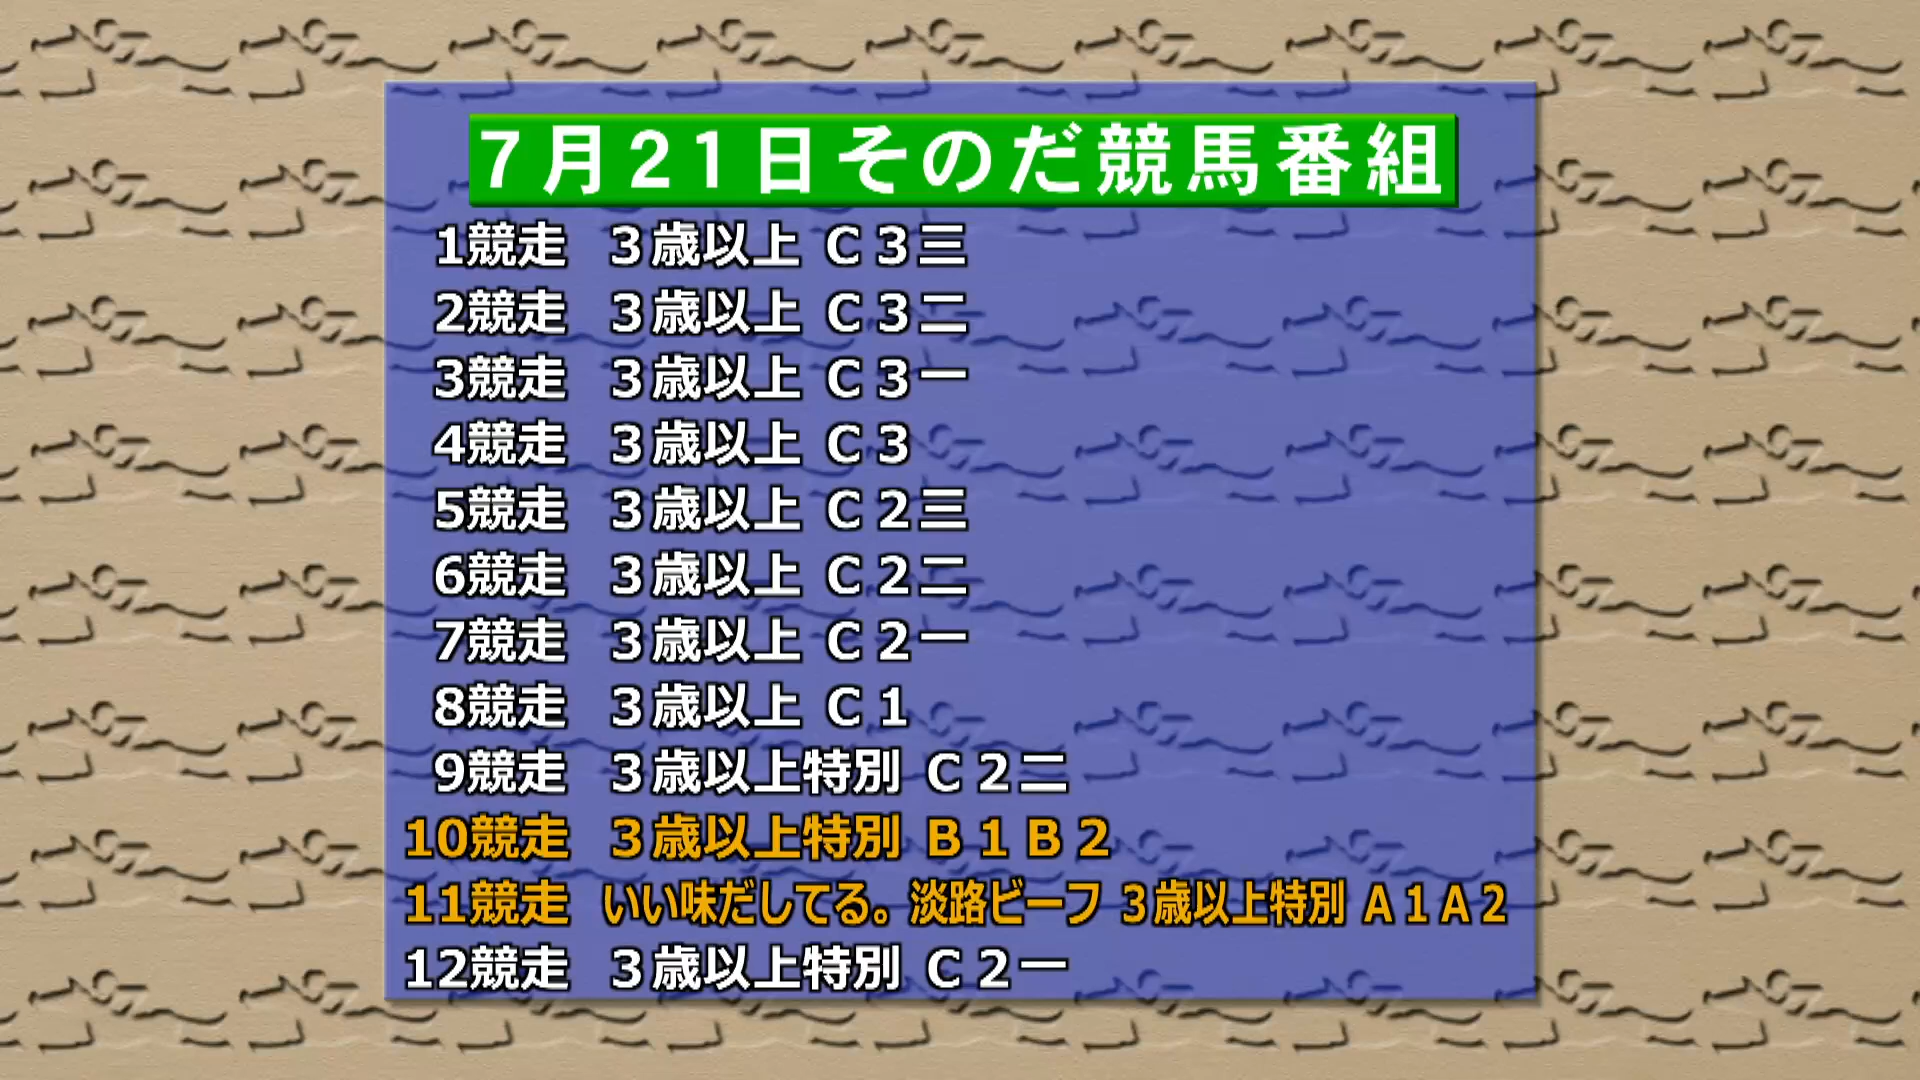 ７月２１日そのだ競馬番組
1競走 ３歳以上 Ｃ３三
2競走 ３歳以上 Ｃ３二
3競走 ３歳以上 Ｃ３一
4競走 ３歳以上 Ｃ３
5競走 ３歳以上 Ｃ２三
6競走 ３歳以上 Ｃ２二
7競走 ３歳以上 Ｃ２一
8競走 ３歳以上 Ｃ１
9競走 ３歳以上特別 Ｃ２二
10競走 ３歳以上特別 Ｂ１Ｂ２
11競走 いい味だしてる。淡路ビーフ ３歳以上特別 Ａ１Ａ２
12競走 ３歳以上特別 Ｃ２一